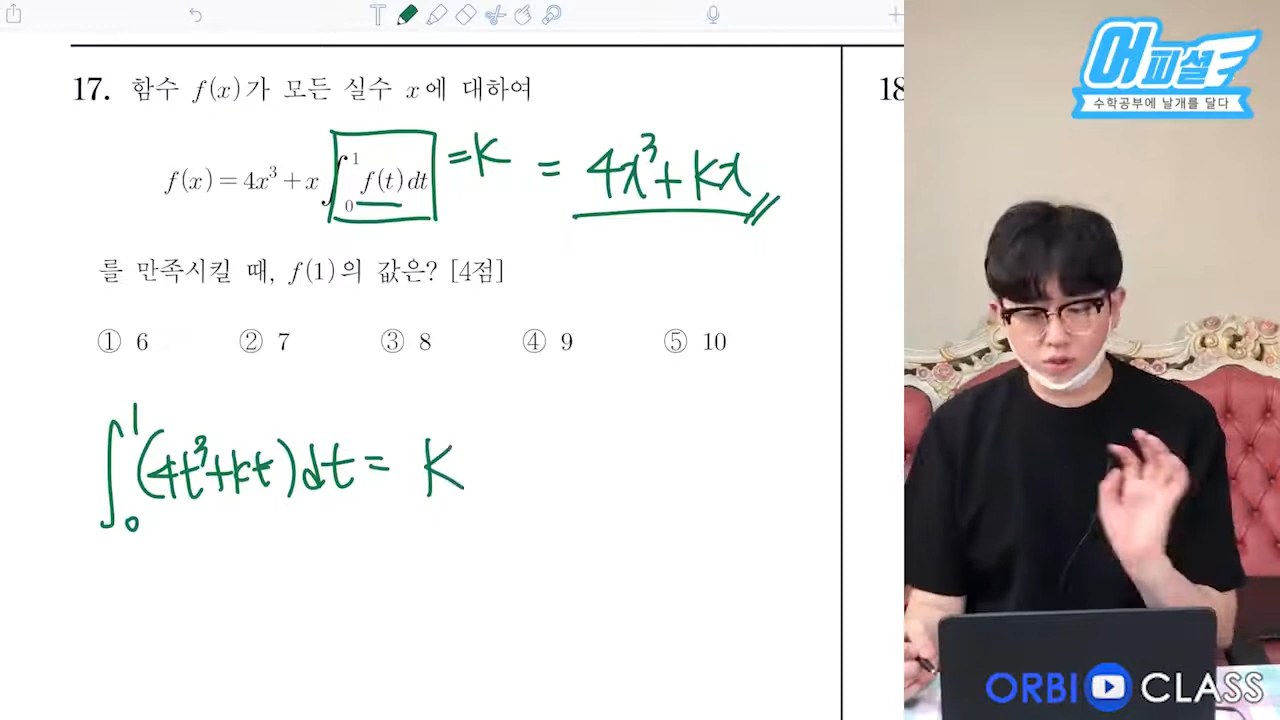 17. 함수 f(x)가 모든 실수 x에 대하여
f(x) = 4x³ + x ∫₀¹ f(t) dt = k = 4x³ + kx
를 만족시킬 때, f(1)의 값은? [4점]
① 6 ② 7 ③ 8 ④ 9 ⑤ 10
∫₀¹ (4t³ + kt) dt = k
18
어피셜
수학공부에 날개를 달다
ORBI CLASS